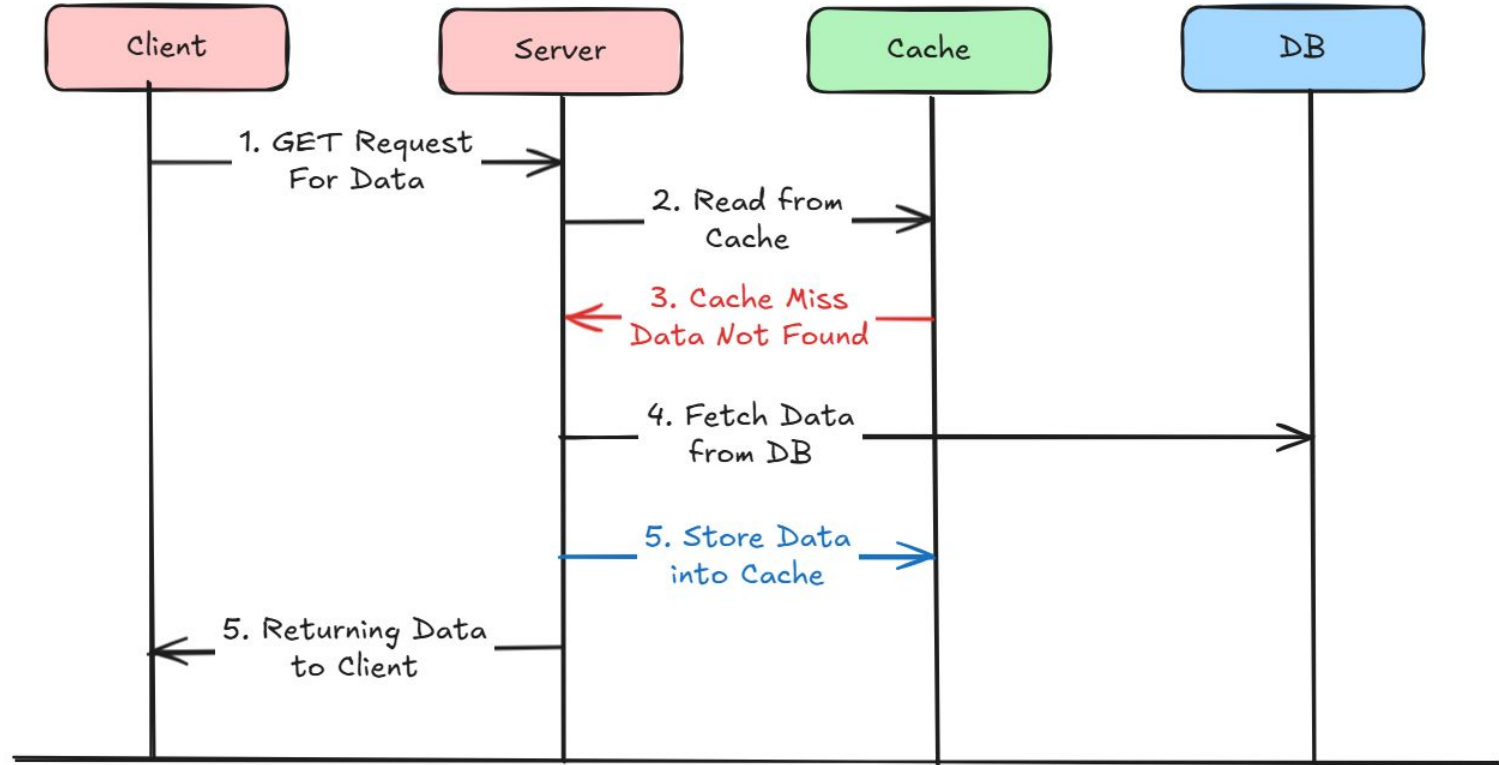 Client
Server
Cache
DB
1. GET Request
For Data
2. Read from
Cache
3. Cache Miss
Data Not Found
4. Fetch Data
from DB
5. Store Data
into Cache
5. Returning Data
to Client